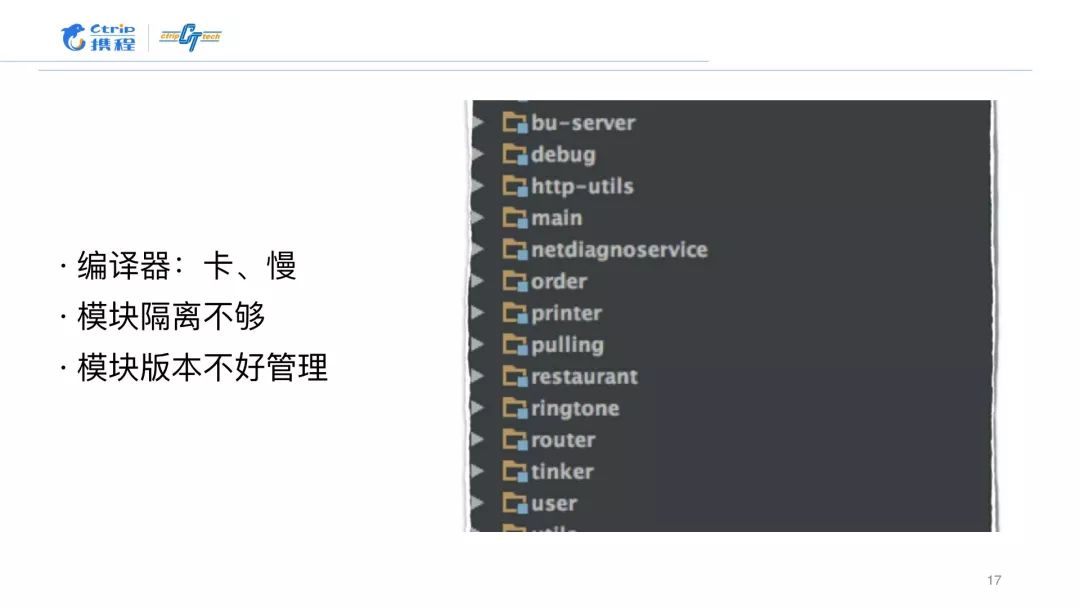 Ctrip
携程
ctrip CT tech
· 编译器：卡、慢
· 模块隔离不够
· 模块版本不好管理
bu-server
debug
http-utils
main
netdiagnoservice
order
printer
pulling
restaurant
ringtone
router
tinker
user
17